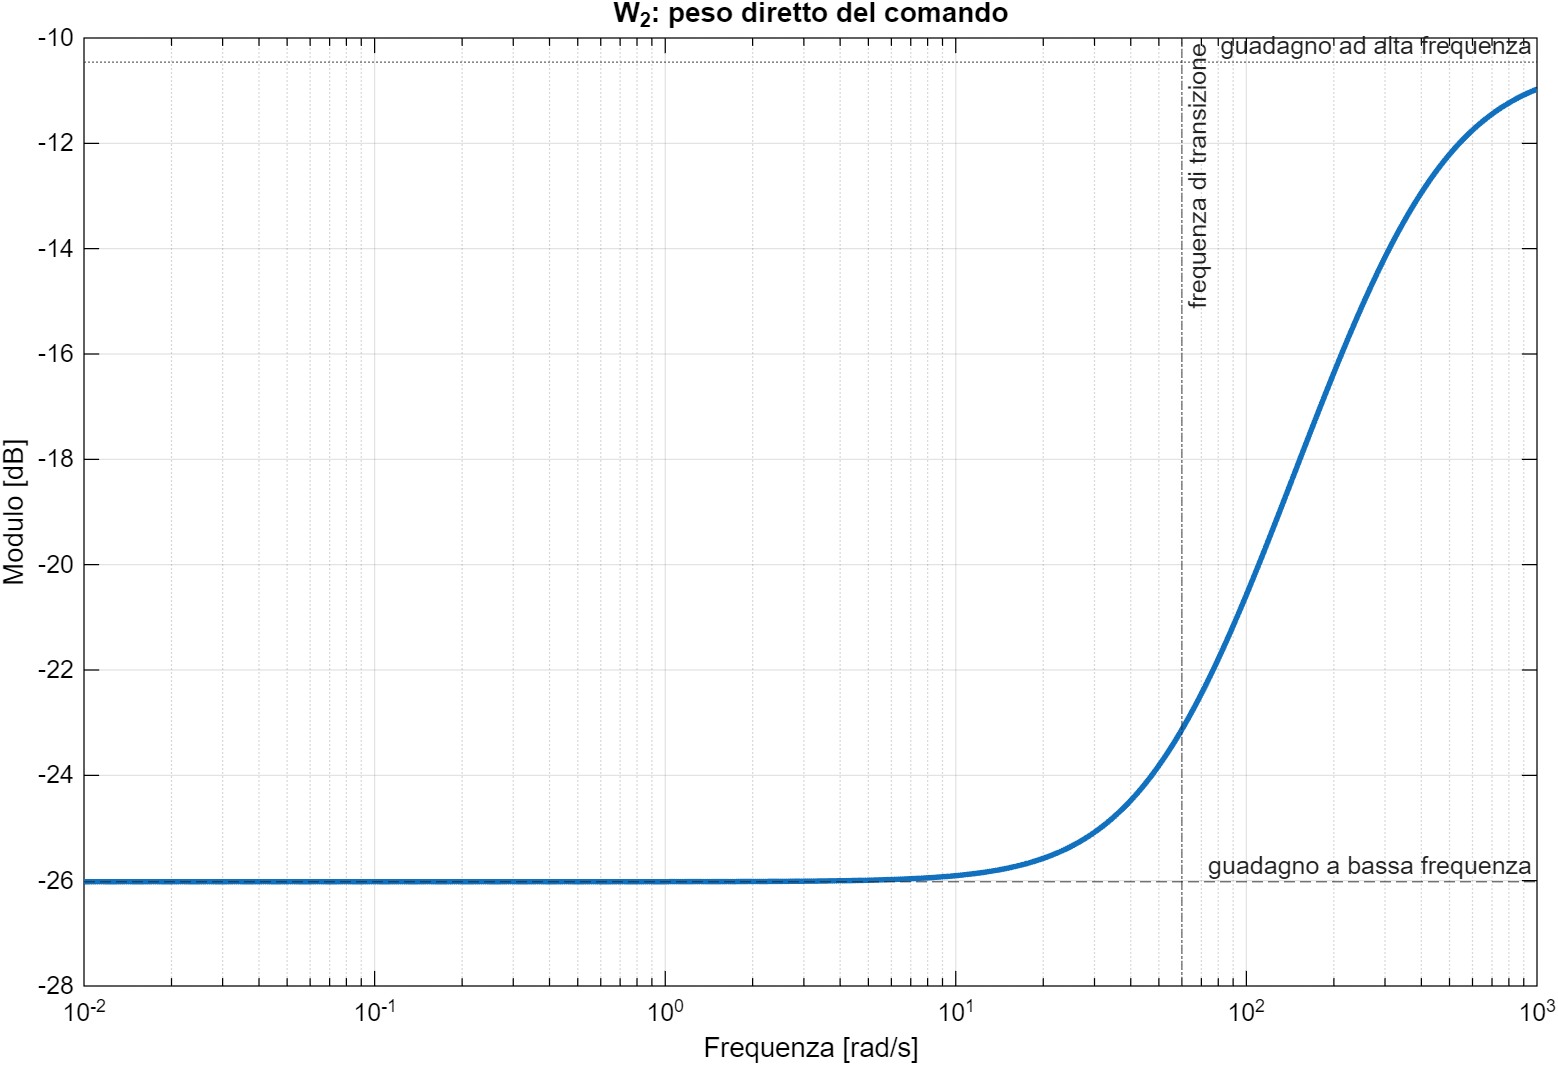 W2: peso diretto del comando
-10
-12
-14
-16
-18
-20
-22
-24
-26
-28
Modulo [dB]
guadagno ad alta frequenza
frequenza di transizione
guadagno a bassa frequenza
10-2
10-1
100
101
102
103
Frequenza [rad/s]